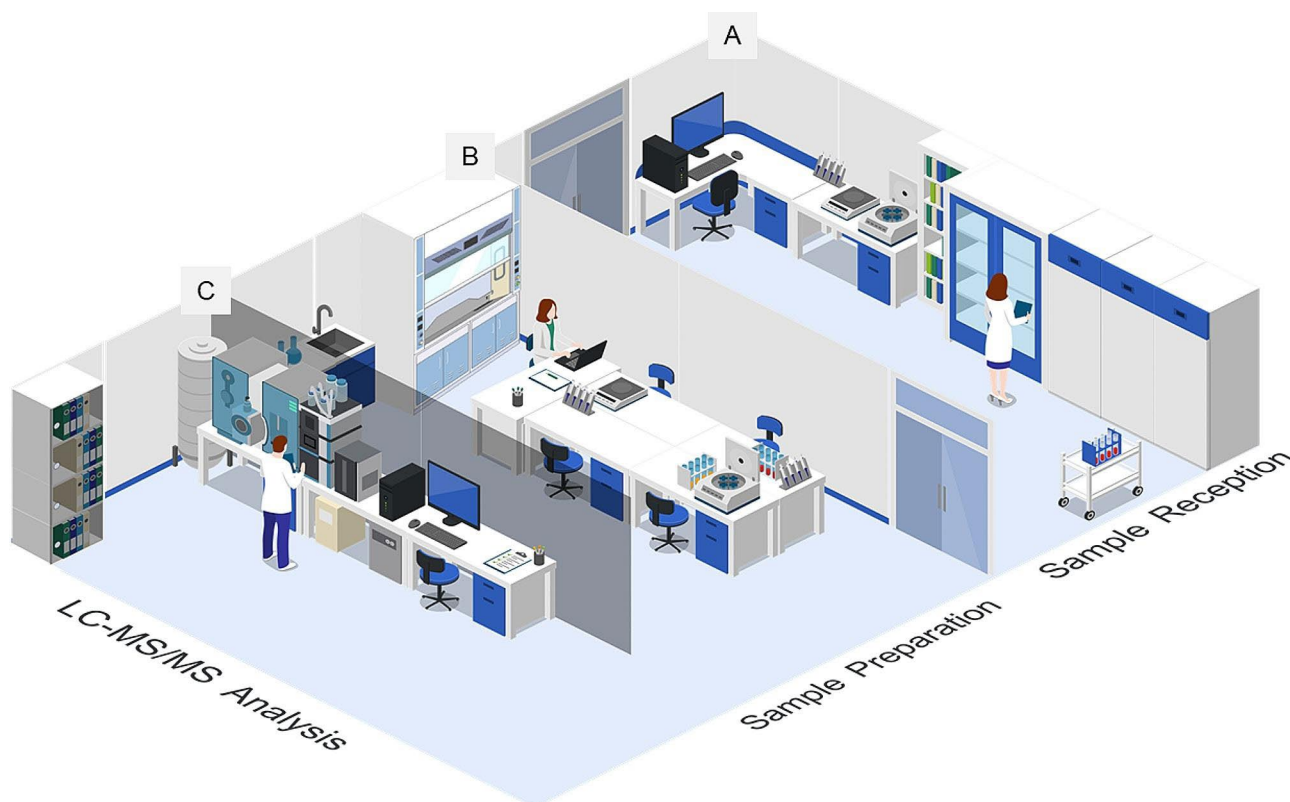 A
B
C
Sample Reception
Sample Preparation
LC-MS/MS Analysis